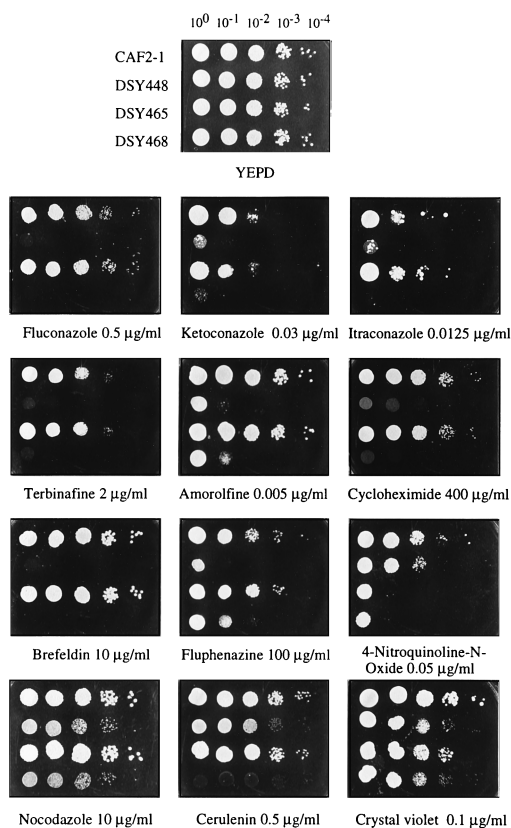 10⁰ 10⁻¹ 10⁻² 10⁻³ 10⁻⁴
CAF2-1
DSY448
DSY465
DSY468
YEPD
Fluconazole 0.5 µg/ml
Ketoconazole 0.03 µg/ml
Itraconazole 0.0125 µg/ml
Terbinafine 2 µg/ml
Amorolfine 0.005 µg/ml
Cycloheximide 400 µg/ml
Brefeldin 10 µg/ml
Fluphenazine 100 µg/ml
4-Nitroquinoline-N-
Oxide 0.05 µg/ml
Nocodazole 10 µg/ml
Cerulenin 0.5 µg/ml
Crystal violet 0.1 µg/ml